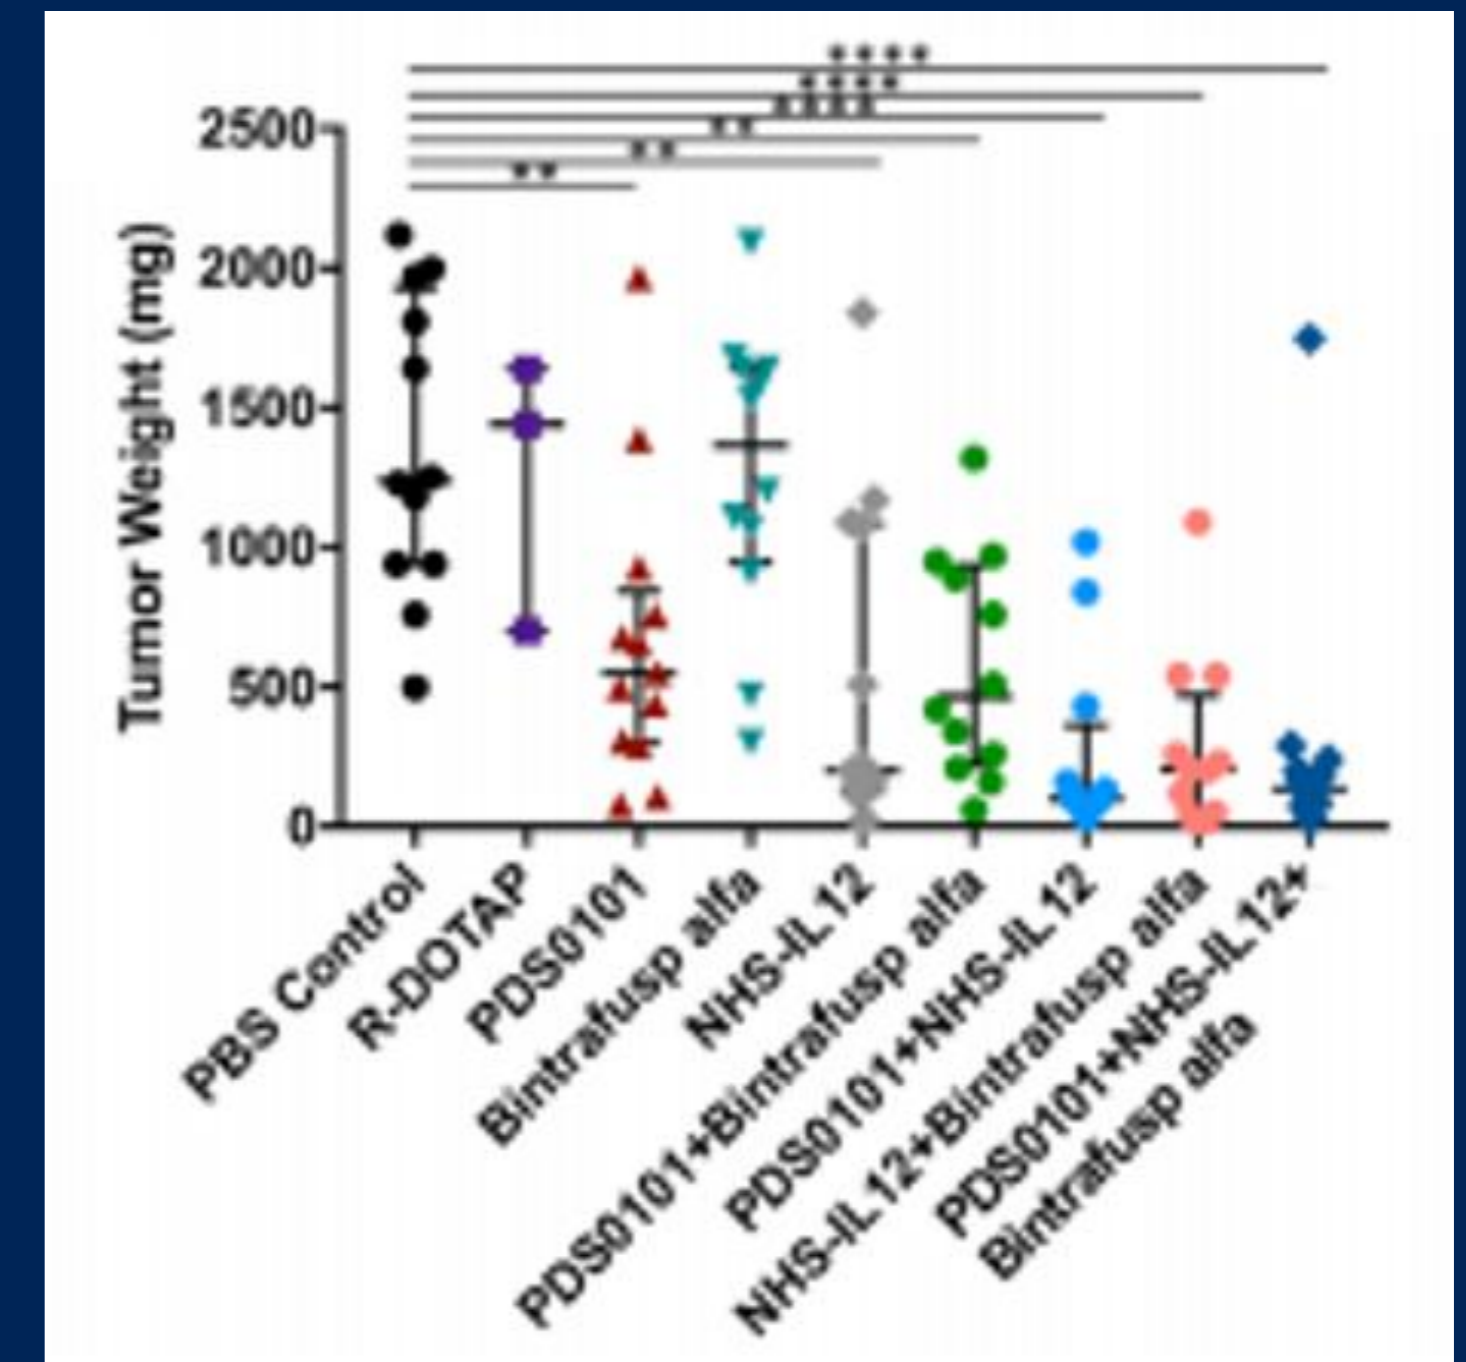 ****
****
****
**
**
**
2500
2000
1500
1000
500
0
Tumor Weight (mg)
PBS Control
R-DOTAP
PDS0101
Bintrafusp alfa
NHS-IL12
PDS0101+Bintrafusp alfa
PDS0101+NHS-IL12
NHS-IL12+Bintrafusp alfa
PDS0101+NHS-IL12+
Bintrafusp alfa